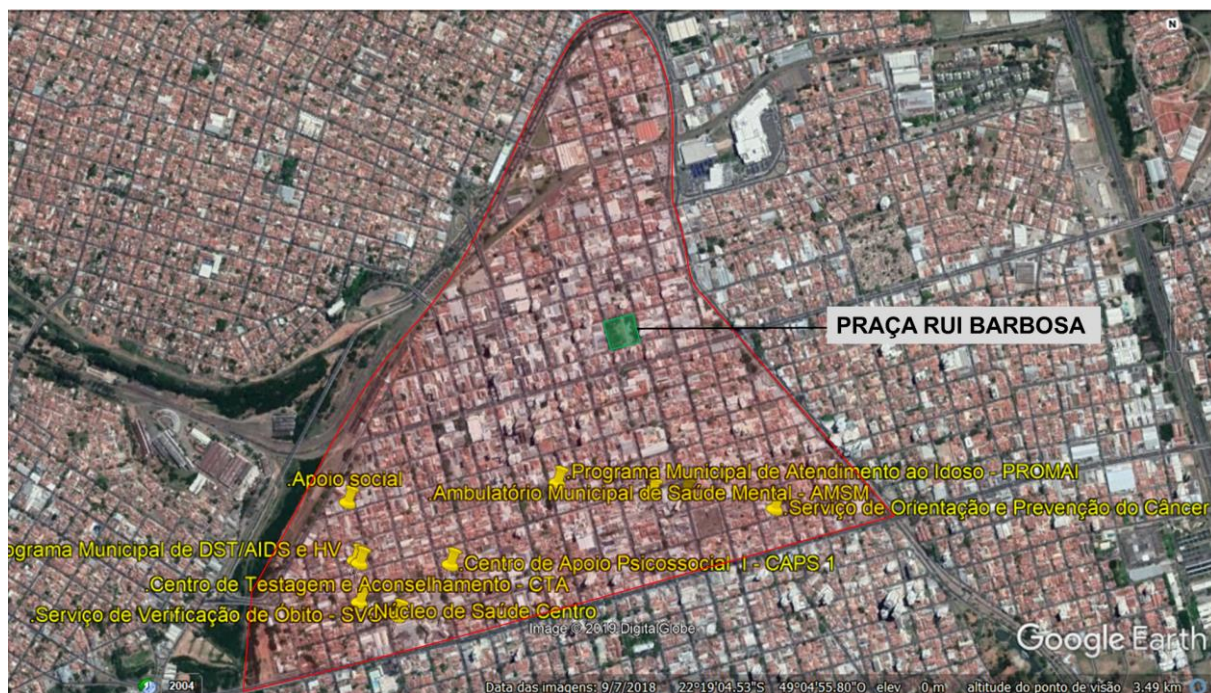 N
PRAÇA RUI BARBOSA
.Apoio social
.Programa Municipal de Atendimento ao Idoso - PROMAI
.Ambulatório Municipal de Saúde Mental - AMSM
.Serviço de Orientação e Prevenção do Câncer
ograma Municipal de DST/AIDS e HV
.Centro de Apoio Psicossocial I - CAPS 1
.Centro de Testagem e Aconselhamento - CTA
.Serviço de Verificação de Óbito - SV
.Núcleo de Saúde Centro
Image © 2019 DigitalGlobe
Google Earth
2004
Data das imagens: 9/7/2018 22°19'04.53"S 49°04'55.80"O elev 0 m altitude do ponto de visão 3.49 km